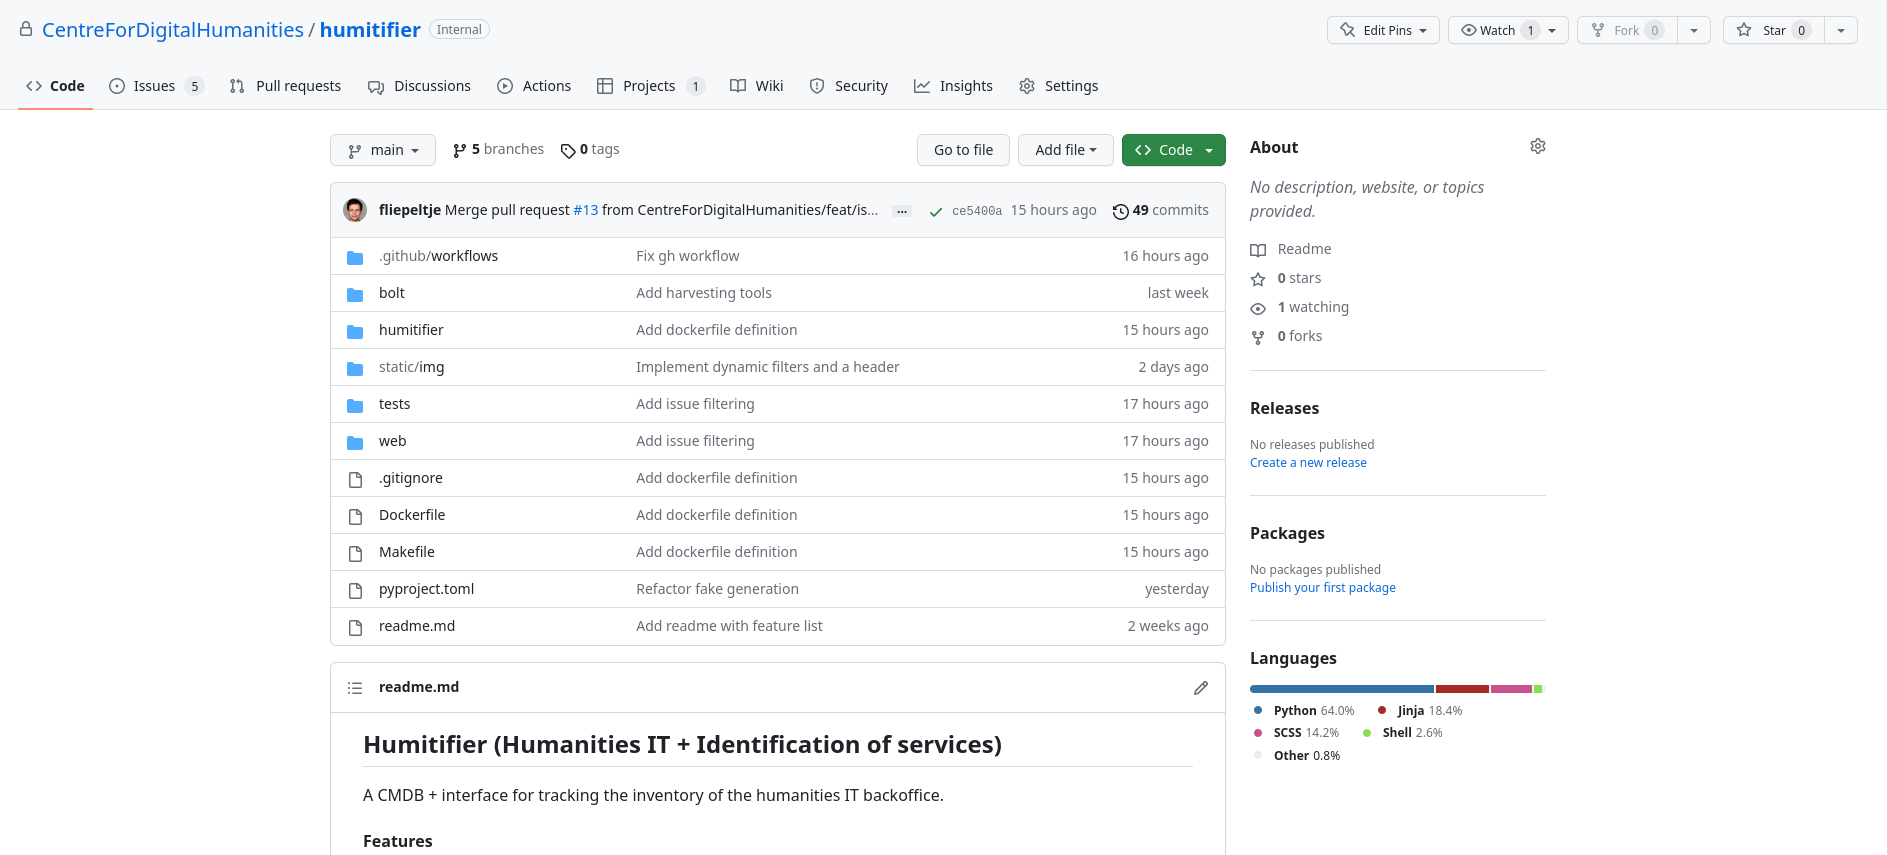 CentreForDigitalHumanities / humitifier Internal Edit Pins Watch 1 Fork 0 Star 0
Code Issues 5 Pull requests Discussions Actions Projects 1 Wiki Security Insights Settings
main 5 branches 0 tags Go to file Add file Code
fliepeltje Merge pull request #13 from CentreForDigitalHumanities/feat/is... ... ce5400a 15 hours ago 49 commits
.github/workflows Fix gh workflow 16 hours ago
bolt Add harvesting tools last week
humitifier Add dockerfile definition 15 hours ago
static/img Implement dynamic filters and a header 2 days ago
tests Add issue filtering 17 hours ago
web Add issue filtering 17 hours ago
.gitignore Add dockerfile definition 15 hours ago
Dockerfile Add dockerfile definition 15 hours ago
Makefile Add dockerfile definition 15 hours ago
pyproject.toml Refactor fake generation yesterday
readme.md Add readme with feature list 2 weeks ago
readme.md
Humitifier (Humanities IT + Identification of services)
A CMDB + interface for tracking the inventory of the humanities IT backoffice.
Features
About
No description, website, or topics
provided.
Readme
0 stars
1 watching
0 forks
Releases
No releases published
Create a new release
Packages
No packages published
Publish your first package
Languages
Python 64.0% Jinja 18.4%
SCSS 14.2% Shell 2.6%
Other 0.8%